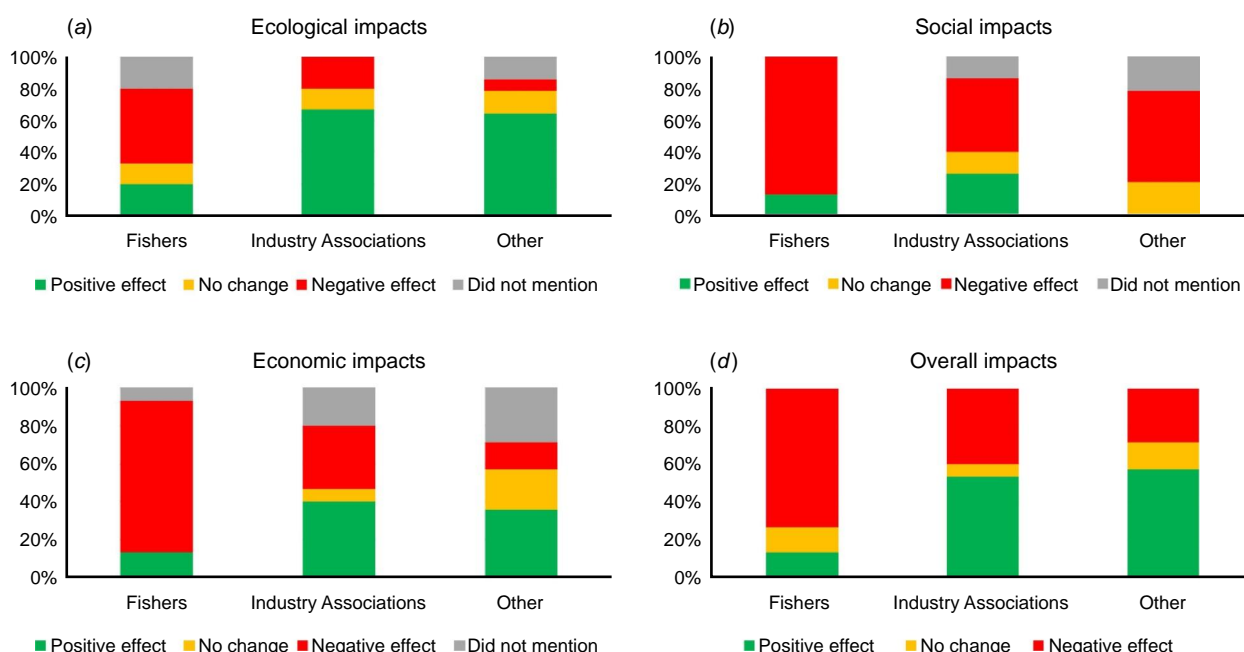 (a) Ecological impacts
100%
80%
60%
40%
20%
0%
Fishers Industry Associations Other
Positive effect No change Negative effect Did not mention
(b) Social impacts
100%
80%
60%
40%
20%
0%
Fishers Industry Associations Other
Positive effect No change Negative effect Did not mention
(c) Economic impacts
100%
80%
60%
40%
20%
0%
Fishers Industry Associations Other
Positive effect No change Negative effect Did not mention
(d) Overall impacts
100%
80%
60%
40%
20%
0%
Fishers Industry Associations Other
Positive effect No change Negative effect